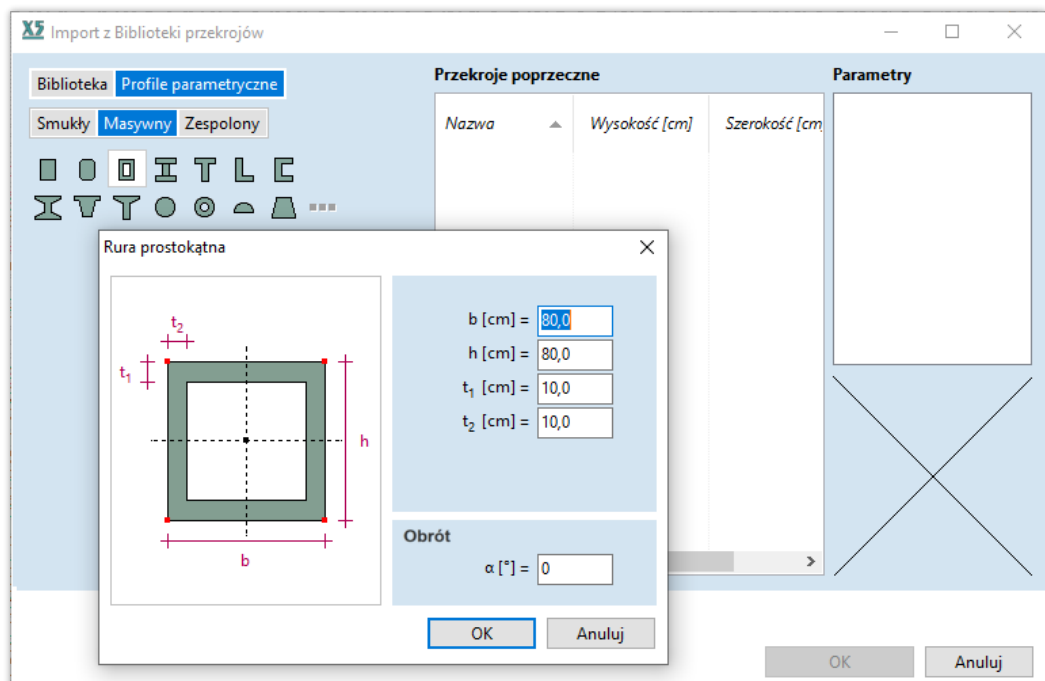 X5 Import z Biblioteki przekrojów
Biblioteka Profile parametryczne
Smukły Masywny Zespolony
Przekroje poprzeczne
Nazwa Wysokość [cm] Szerokość [cm
Parametry
Rura prostokątna
t2
t1
h
b
b [cm] = 80,0
h [cm] = 80,0
t1 [cm] = 10,0
t2 [cm] = 10,0
Obrót
α [°] = 0
OK Anuluj
OK Anuluj